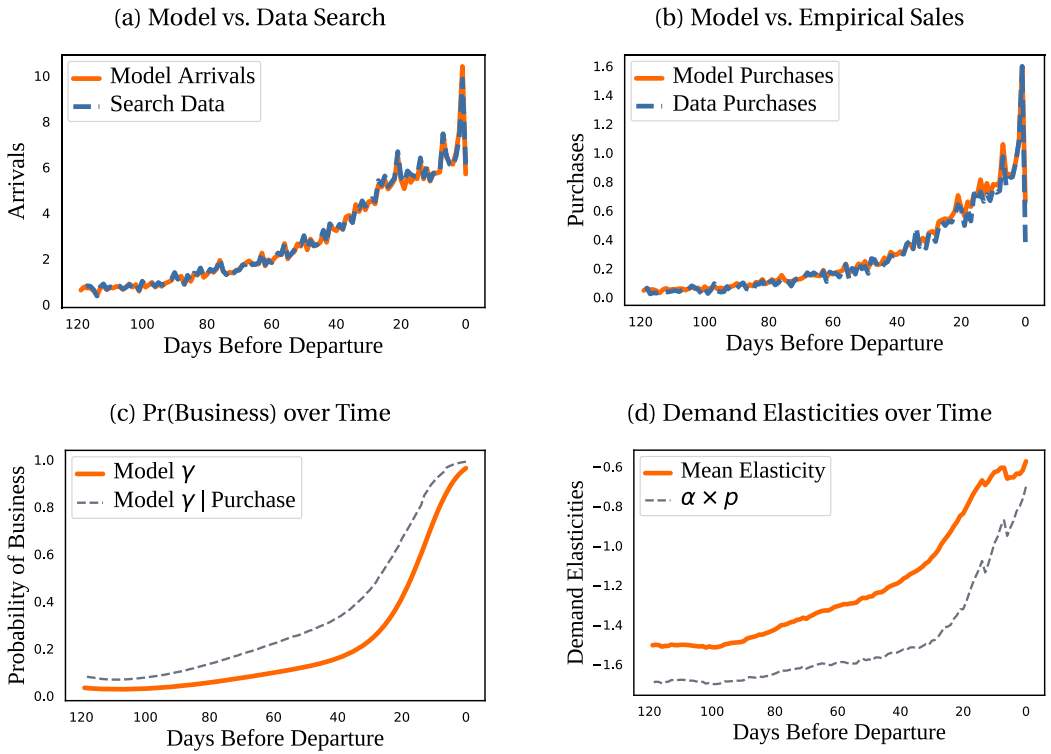 (a) Model vs. Data Search
Model Arrivals
Search Data
Arrivals
10
8
6
4
2
0
120 100 80 60 40 20 0
Days Before Departure
(b) Model vs. Empirical Sales
Model Purchases
Data Purchases
Purchases
1.6
1.4
1.2
1.0
0.8
0.6
0.4
0.2
0.0
120 100 80 60 40 20 0
Days Before Departure
(c) Pr(Business) over Time
Model γ
Model γ | Purchase
Probability of Business
1.0
0.8
0.6
0.4
0.2
0.0
120 100 80 60 40 20 0
Days Before Departure
(d) Demand Elasticities over Time
Mean Elasticity
α × p
Demand Elasticities
−0.6
−0.8
−1.0
−1.2
−1.4
−1.6
120 100 80 60 40 20 0
Days Before Departure